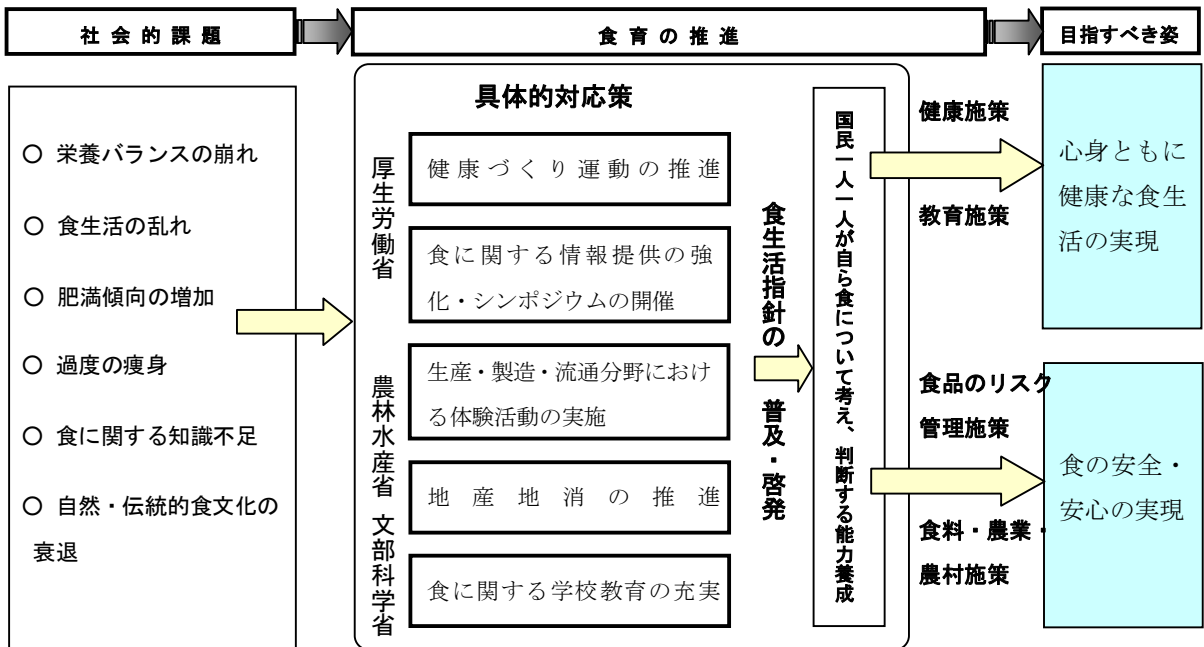 社会的課題
食育の推進
目指すべき姿
○ 栄養バランスの崩れ
○ 食生活の乱れ
○ 肥満傾向の増加
○ 過度の痩身
○ 食に関する知識不足
○ 自然・伝統的食文化の
衰退
具体的対応策
厚生労働省
農林水産省
文部科学省
健康づくり運動の推進
食に関する情報提供の強
化・シンポジウムの開催
生産・製造・流通分野におけ
る体験活動の実施
地産地消の推進
食に関する学校教育の充実
食生活指針の
普及・啓発
国民一人一人が自ら食について考え、判断する能力養成
健康施策
教育施策
心身ともに
健康な食生
活の実現
食品のリスク
管理施策
食料・農業・
農村施策
食の安全・
安心の実現